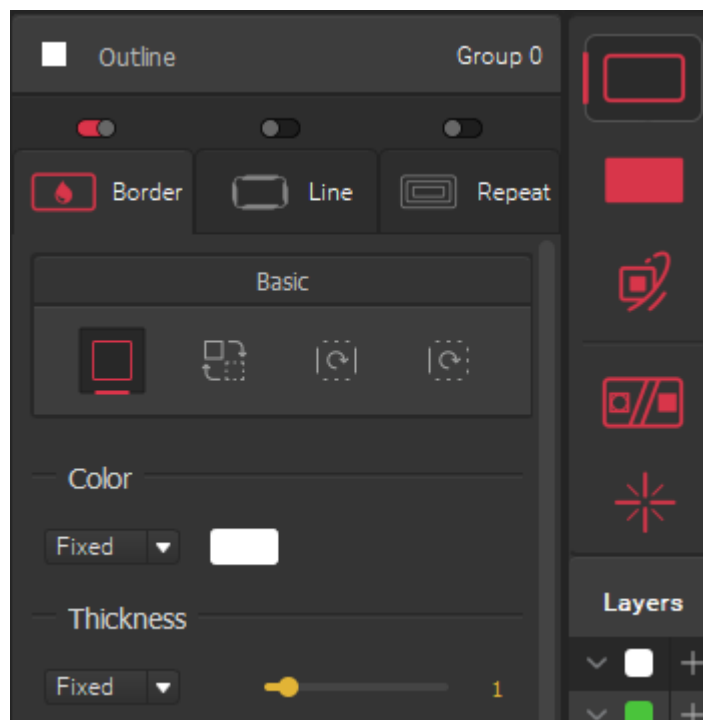 Outline Group 0
Border Line Repeat
Basic
Color
Fixed
Thickness
Fixed 1
Layers